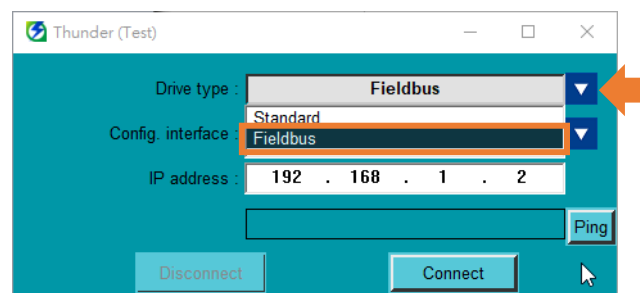 Thunder (Test)
Drive type : Fieldbus
Standard
Config. interface : Fieldbus
IP address : 192 . 168 . 1 . 2
Ping
Disconnect Connect